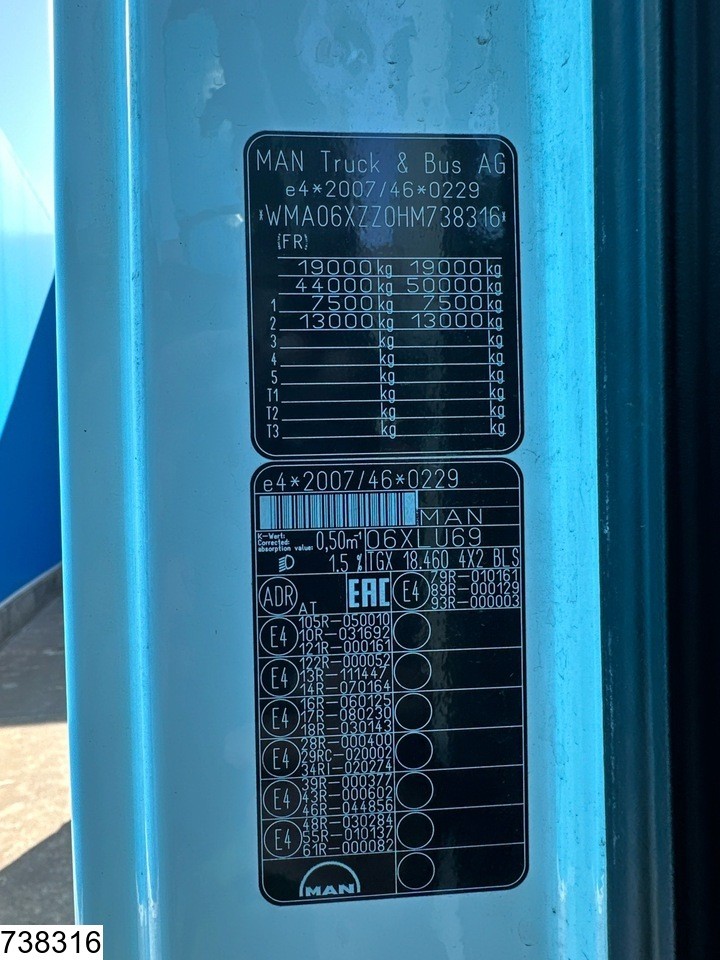 MAN Truck & Bus AG
e4*2007/46*0229
*WMA06XZZ0HM738316*
(FR)
19000 kg 19000 kg
44000 kg 50000 kg
1 7500 kg 7500 kg
2 13000 kg 13000 kg
3 kg kg
4 kg kg
5 kg kg
T1 kg kg
T2 kg kg
T3 kg kg
e4*2007/46*0229
MAN
K-Wert:
Corrected absorption value: 0,50m-1 06XLU69
1.5 % TGX 18.460 4X2 BLS
ADR AT EAC E4 79R-010161
89R-000129
93R-000003
E4 105R-050010
10R-031692
121R-000161
E4 122R-000052
13R-111447
14R-070164
E4 16R-060125
17R-080230
18R-030143
E4 28R-000400
29RC-020002
34RI-020274
E4 39R-000377
43R-000602
46R-044856
E4 48R-030284
55R-010137
61R-000082
MAN
738316